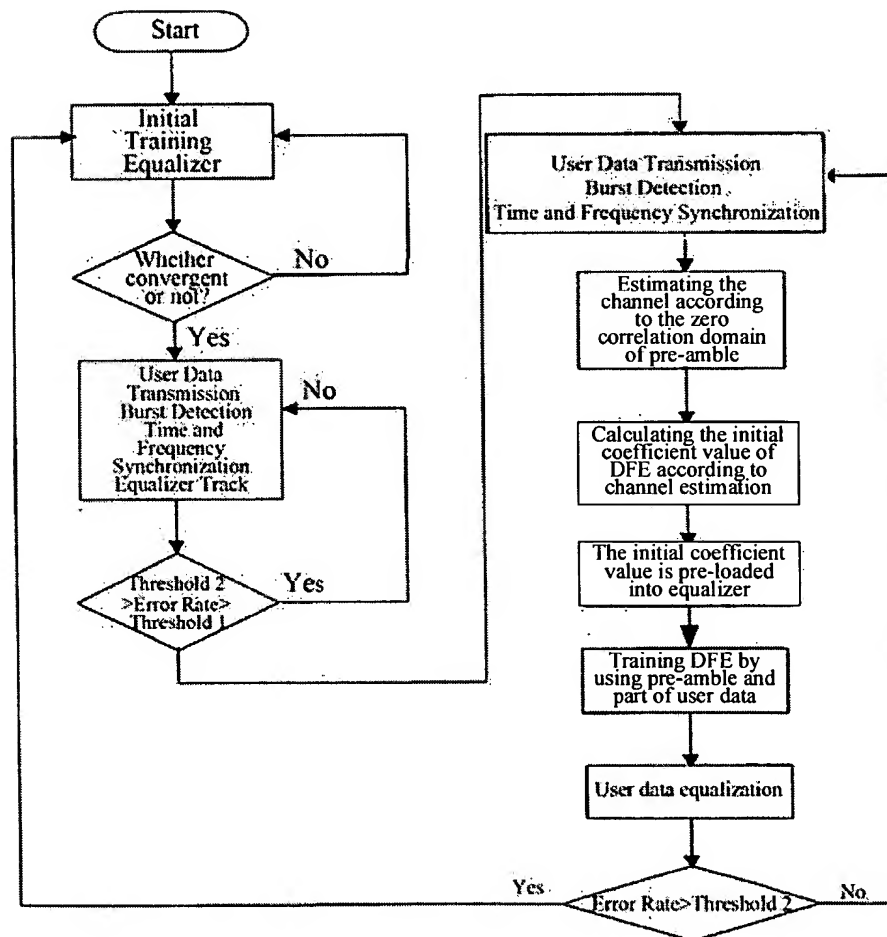 Start
Initial
Training
Equalizer
Whether
convergent
or not?
No
Yes
User Data
Transmission
Burst Detection
Time and
Frequency
Synchronization
Equalizer Track
No
Threshold 2
>Error Rate>
Threshold 1
Yes
User Data Transmission
Burst Detection
Time and Frequency Synchronization
Estimating the
channel according
to the zero
correlation domain
of pre-amble
Calculating the initial
coefficient value of
DFE according to
channel estimation
The initial coefficient
value is pre-loaded
into equalizer
Training DFE by
using pre-amble and
part of user data
User data equalization
Yes
Error Rate>Threshold 2
No